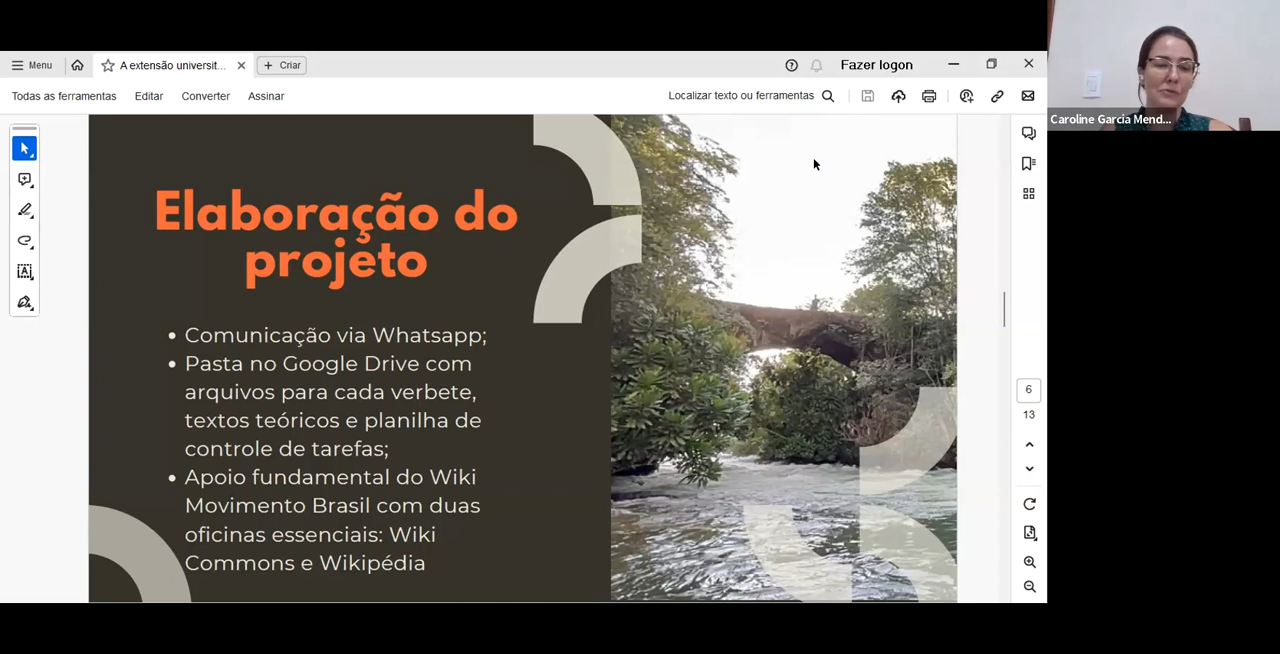 Menu
A extensão universit...
Criar
Fazer logon
Todas as ferramentas
Editar
Converter
Assinar
Localizar texto ou ferramentas
Caroline Garcia Mend...
Elaboração do
projeto
• Comunicação via Whatsapp;
• Pasta no Google Drive com
arquivos para cada verbete,
textos teóricos e planilha de
controle de tarefas;
• Apoio fundamental do Wiki
Movimento Brasil com duas
oficinas essenciais: Wiki
Commons e Wikipédia
6
13